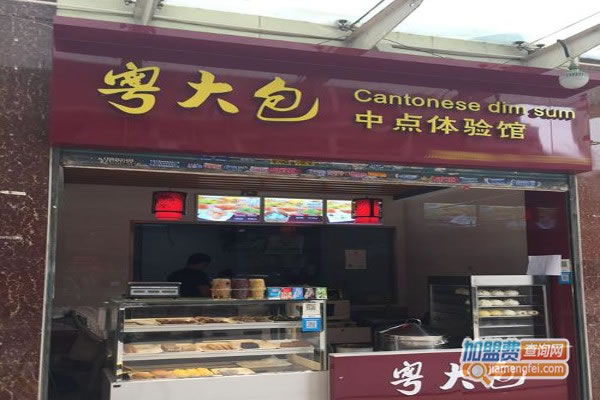 粤大包
Cantonese dim sum
中点体验馆
粤大包
加盟费查询网
jiamengfei.com